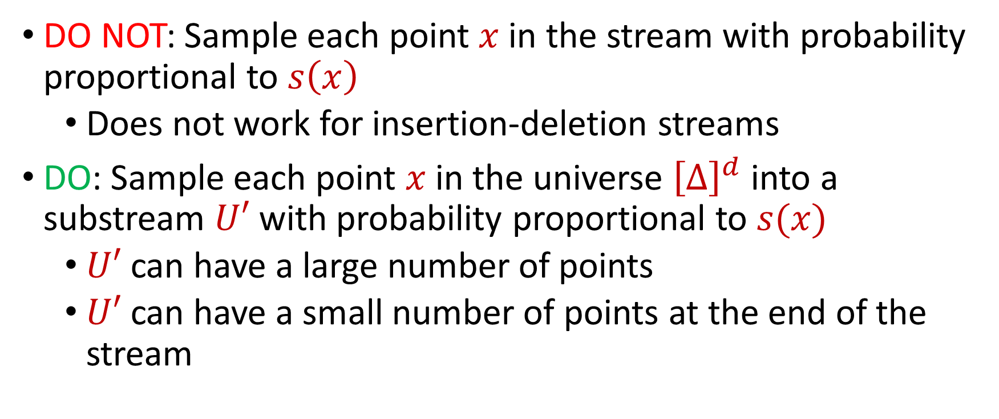 • DO NOT: Sample each point x in the stream with probability
proportional to s(x)
• Does not work for insertion-deletion streams
• DO: Sample each point x in the universe [Δ]^d into a
substream U′ with probability proportional to s(x)
• U′ can have a large number of points
• U′ can have a small number of points at the end of the
stream